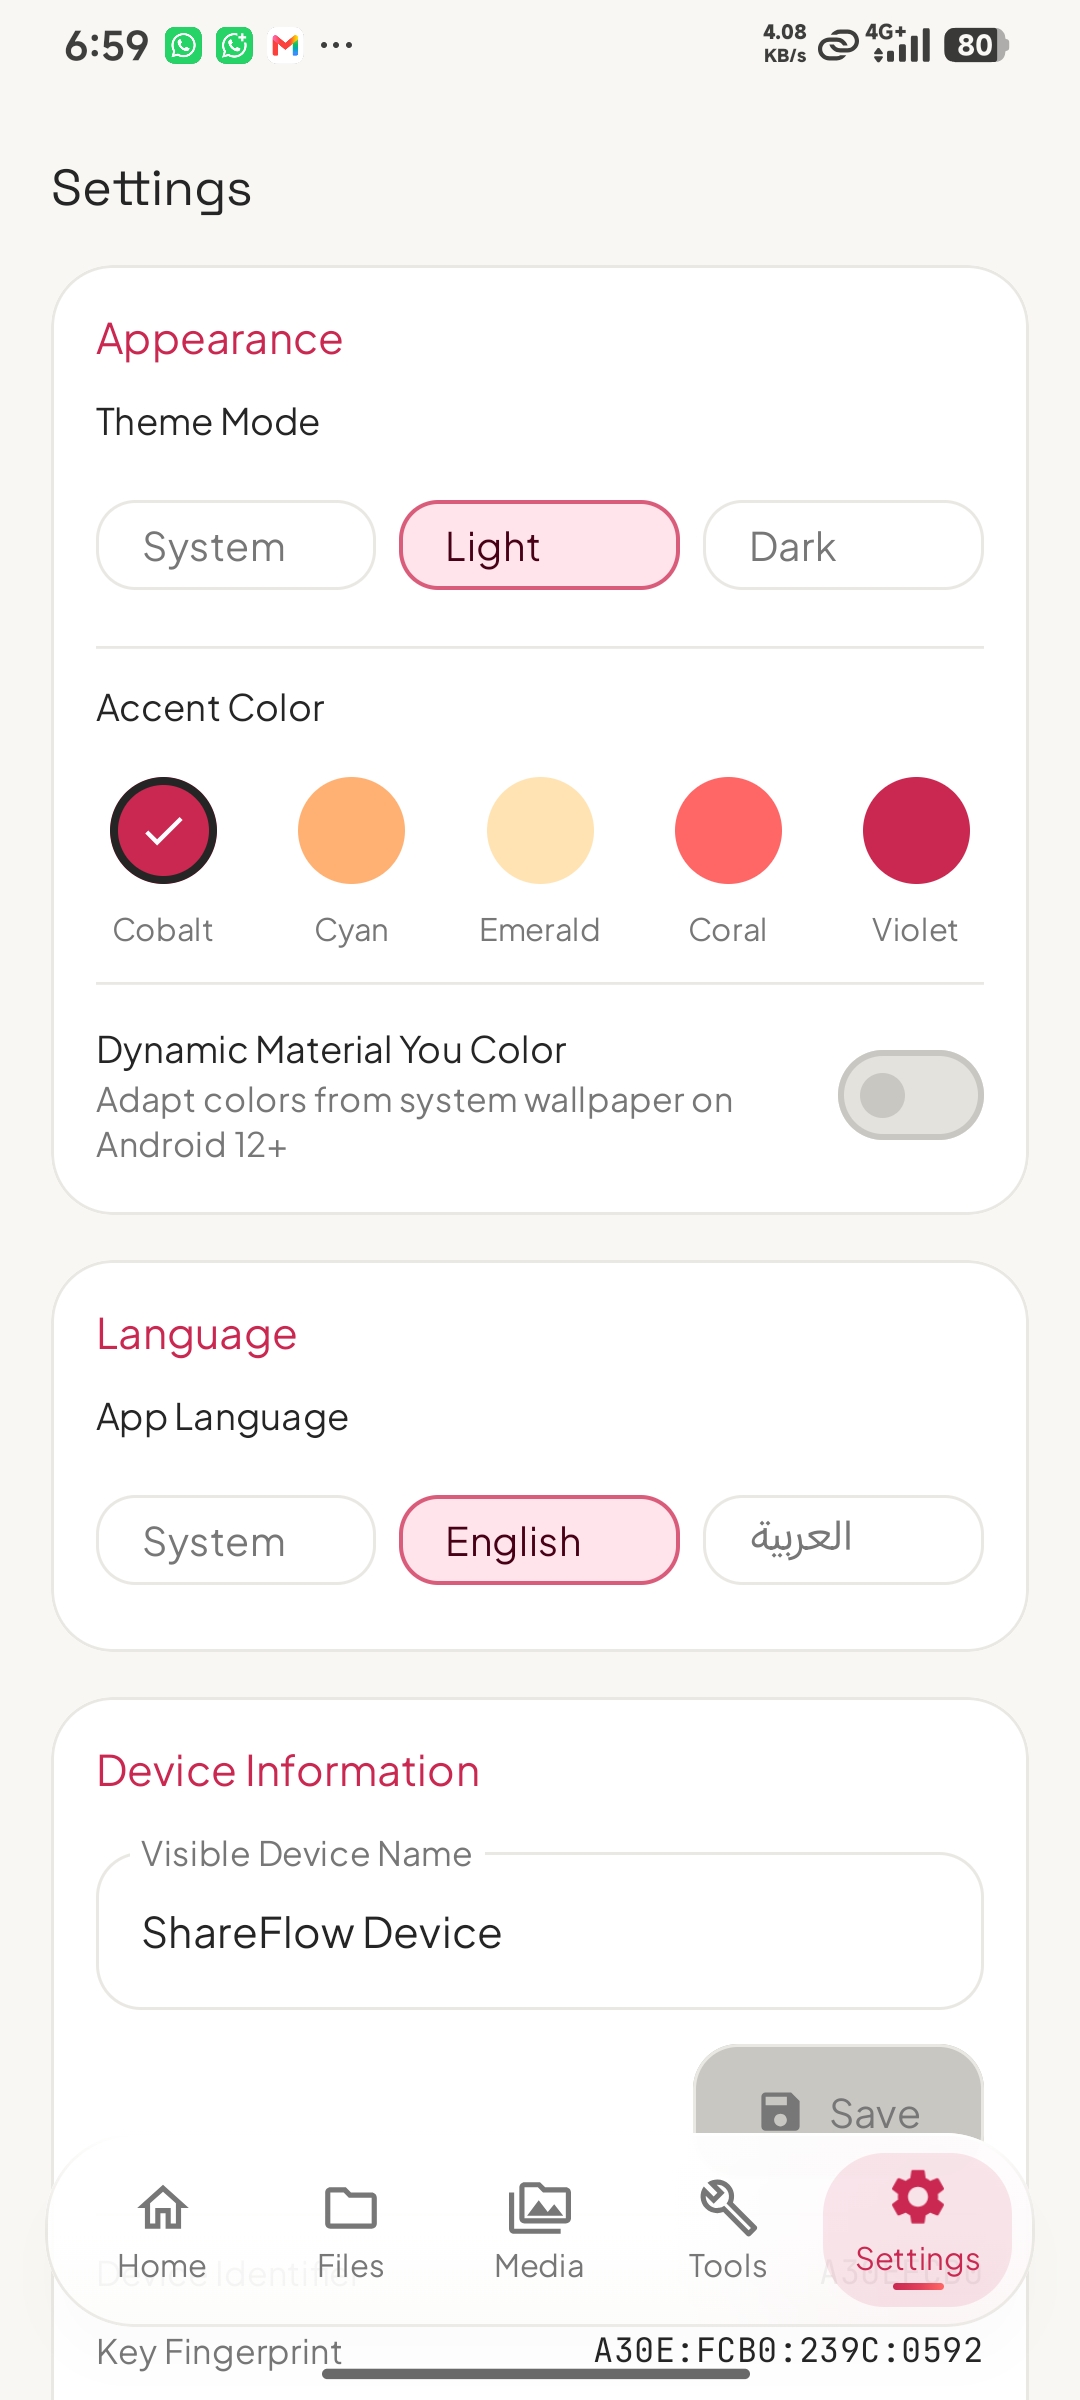 6:59
4.08 KB/s 4G+ 80
Settings
Appearance
Theme Mode
System Light Dark
Accent Color
Cobalt Cyan Emerald Coral Violet
Dynamic Material You Color
Adapt colors from system wallpaper on
Android 12+
Language
App Language
System English العربية
Device Information
Visible Device Name
ShareFlow Device
Save
Home Files Media Tools Settings
Device Identifier
Key Fingerprint A30E:FCB0:239C:0592